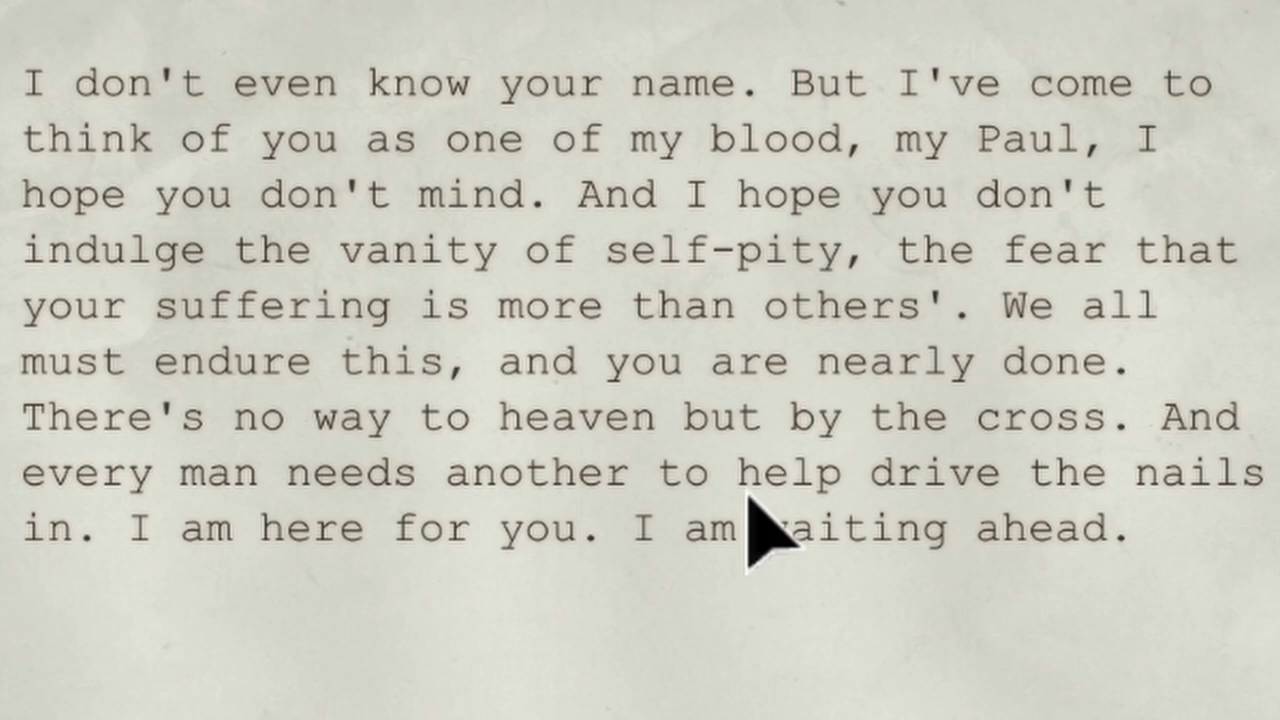 I don't even know your name. But I've come to
think of you as one of my blood, my Paul, I
hope you don't mind. And I hope you don't
indulge the vanity of self-pity, the fear that
your suffering is more than others'. We all
must endure this, and you are nearly done.
There's no way to heaven but by the cross. And
every man needs another to help drive the nails
in. I am here for you. I am waiting ahead.